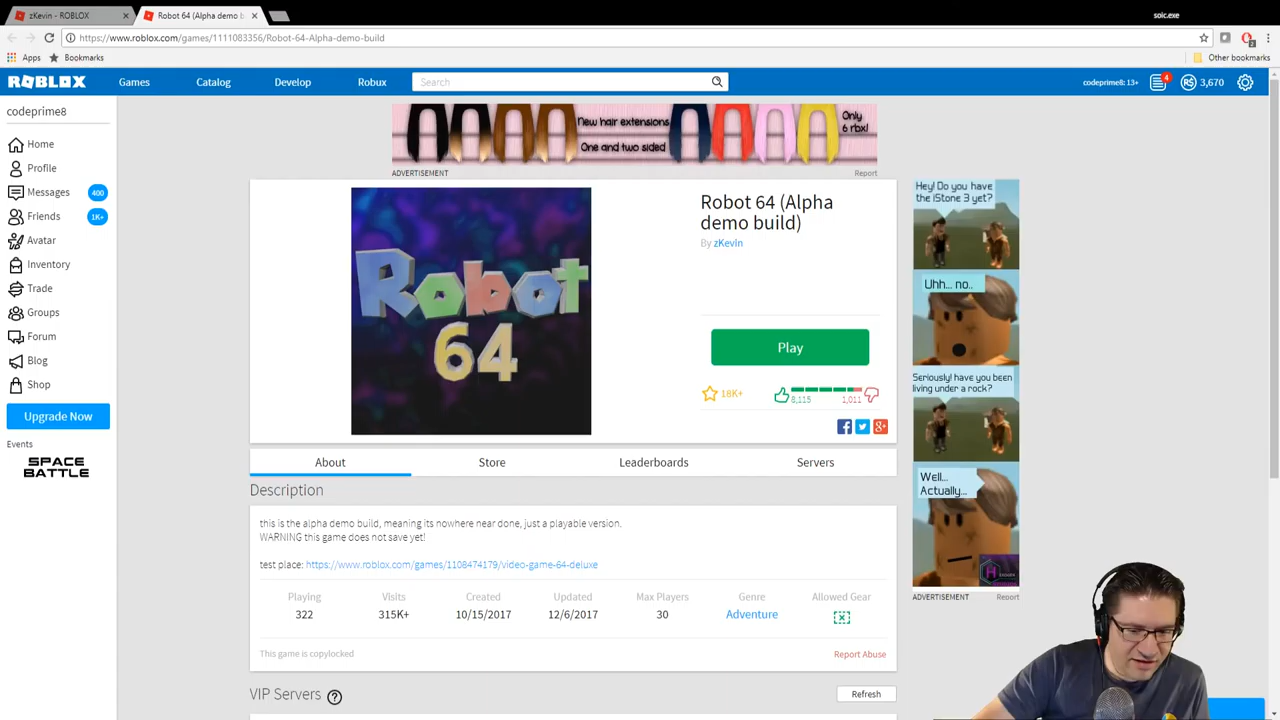 zKevin - ROBLOX
Robot 64 (Alpha demo b
solc.exe
https://www.roblox.com/games/1111083356/Robot-64-Alpha-demo-build
Apps
Bookmarks
Other bookmarks
ROBLOX
Games
Catalog
Develop
Robux
Search
codeprime8: 13+
4
R$
3,670
codeprime8
Home
Profile
Messages
400
Friends
1K+
Avatar
Inventory
Trade
Groups
Forum
Blog
Shop
Upgrade Now
Events
SPACE
BATTLE
New hair extensions
One and two sided
Only
6 rbx!
ADVERTISEMENT
Report
Robot
64
Robot 64 (Alpha
demo build)
By zKevin
Play
18K+
8,115
1,011
Hey! Do you have
the iStone 3 yet?
Uhh... no..
Seriously! have you been
living under a rock?
Well...
Actually...
ADVERTISEMENT
Report
About
Store
Leaderboards
Servers
Description
this is the alpha demo build, meaning its nowhere near done, just a playable version.
WARNING this game does not save yet!
test place: https://www.roblox.com/games/1108474179/video-game-64-deluxe
Playing
Visits
Created
Updated
Max Players
Genre
Allowed Gear
322
315K+
10/15/2017
12/6/2017
30
Adventure
This game is copylocked
Report Abuse
VIP Servers
Refresh